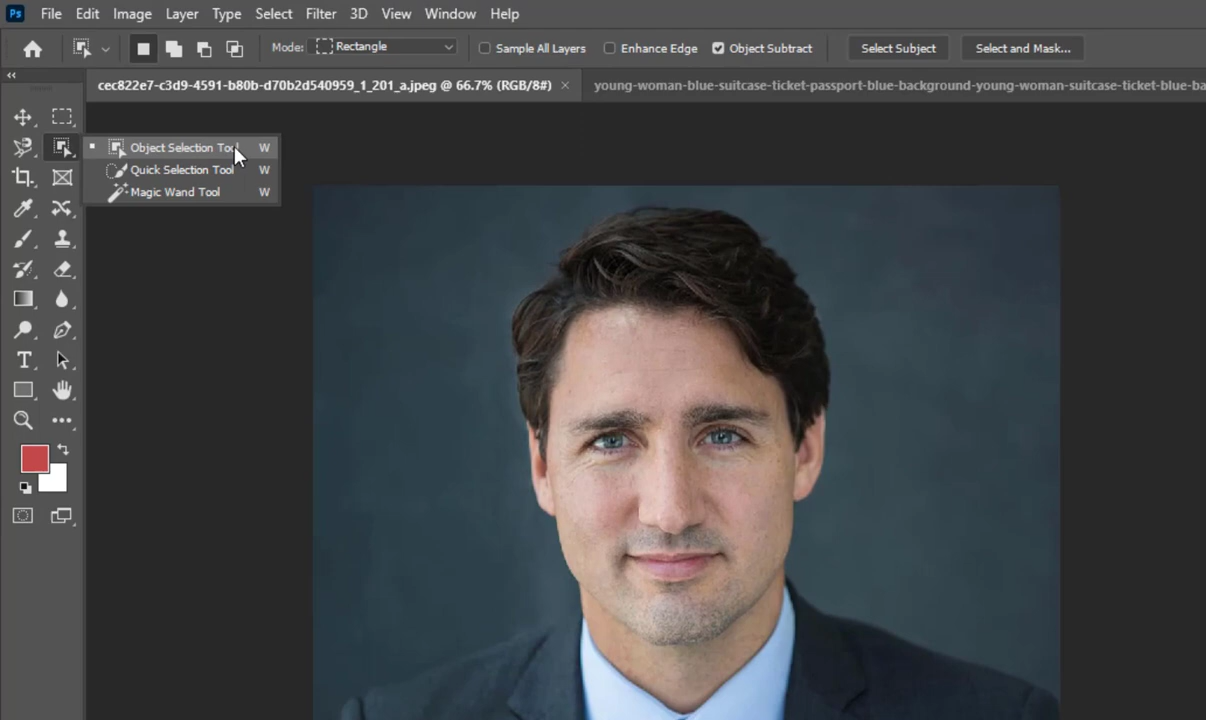 Ps File Edit Image Layer Type Select Filter 3D View Window Help
Mode: Rectangle Sample All Layers Enhance Edge Object Subtract Select Subject Select and Mask...
cec822e7-c3d9-4591-b80b-d70b2d540959_1_201_a.jpeg @ 66.7% (RGB/8#) × young-woman-blue-suitcase-ticket-passport-blue-background-young-woman-suitcase-ticket-blue-ba
Object Selection Tool W
Quick Selection Tool W
Magic Wand Tool W
T